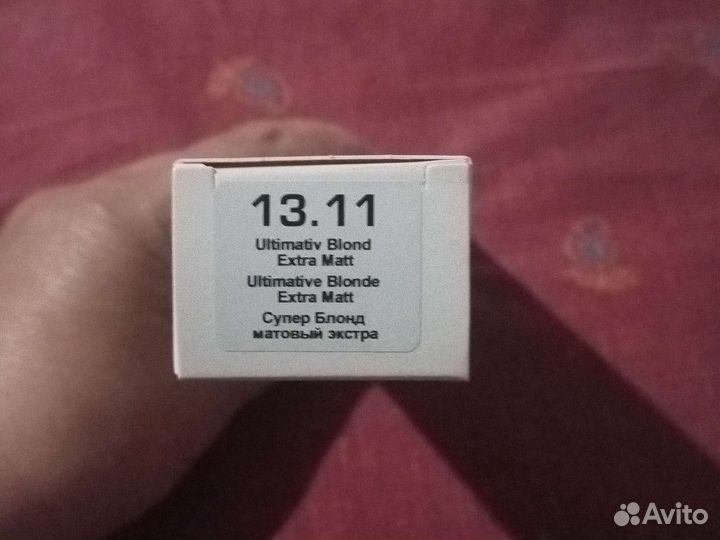 13.11
Ultimativ Blond
Extra Matt
Ultimative Blonde
Extra Matt
Супер Блонд
матовый экстра
Avito